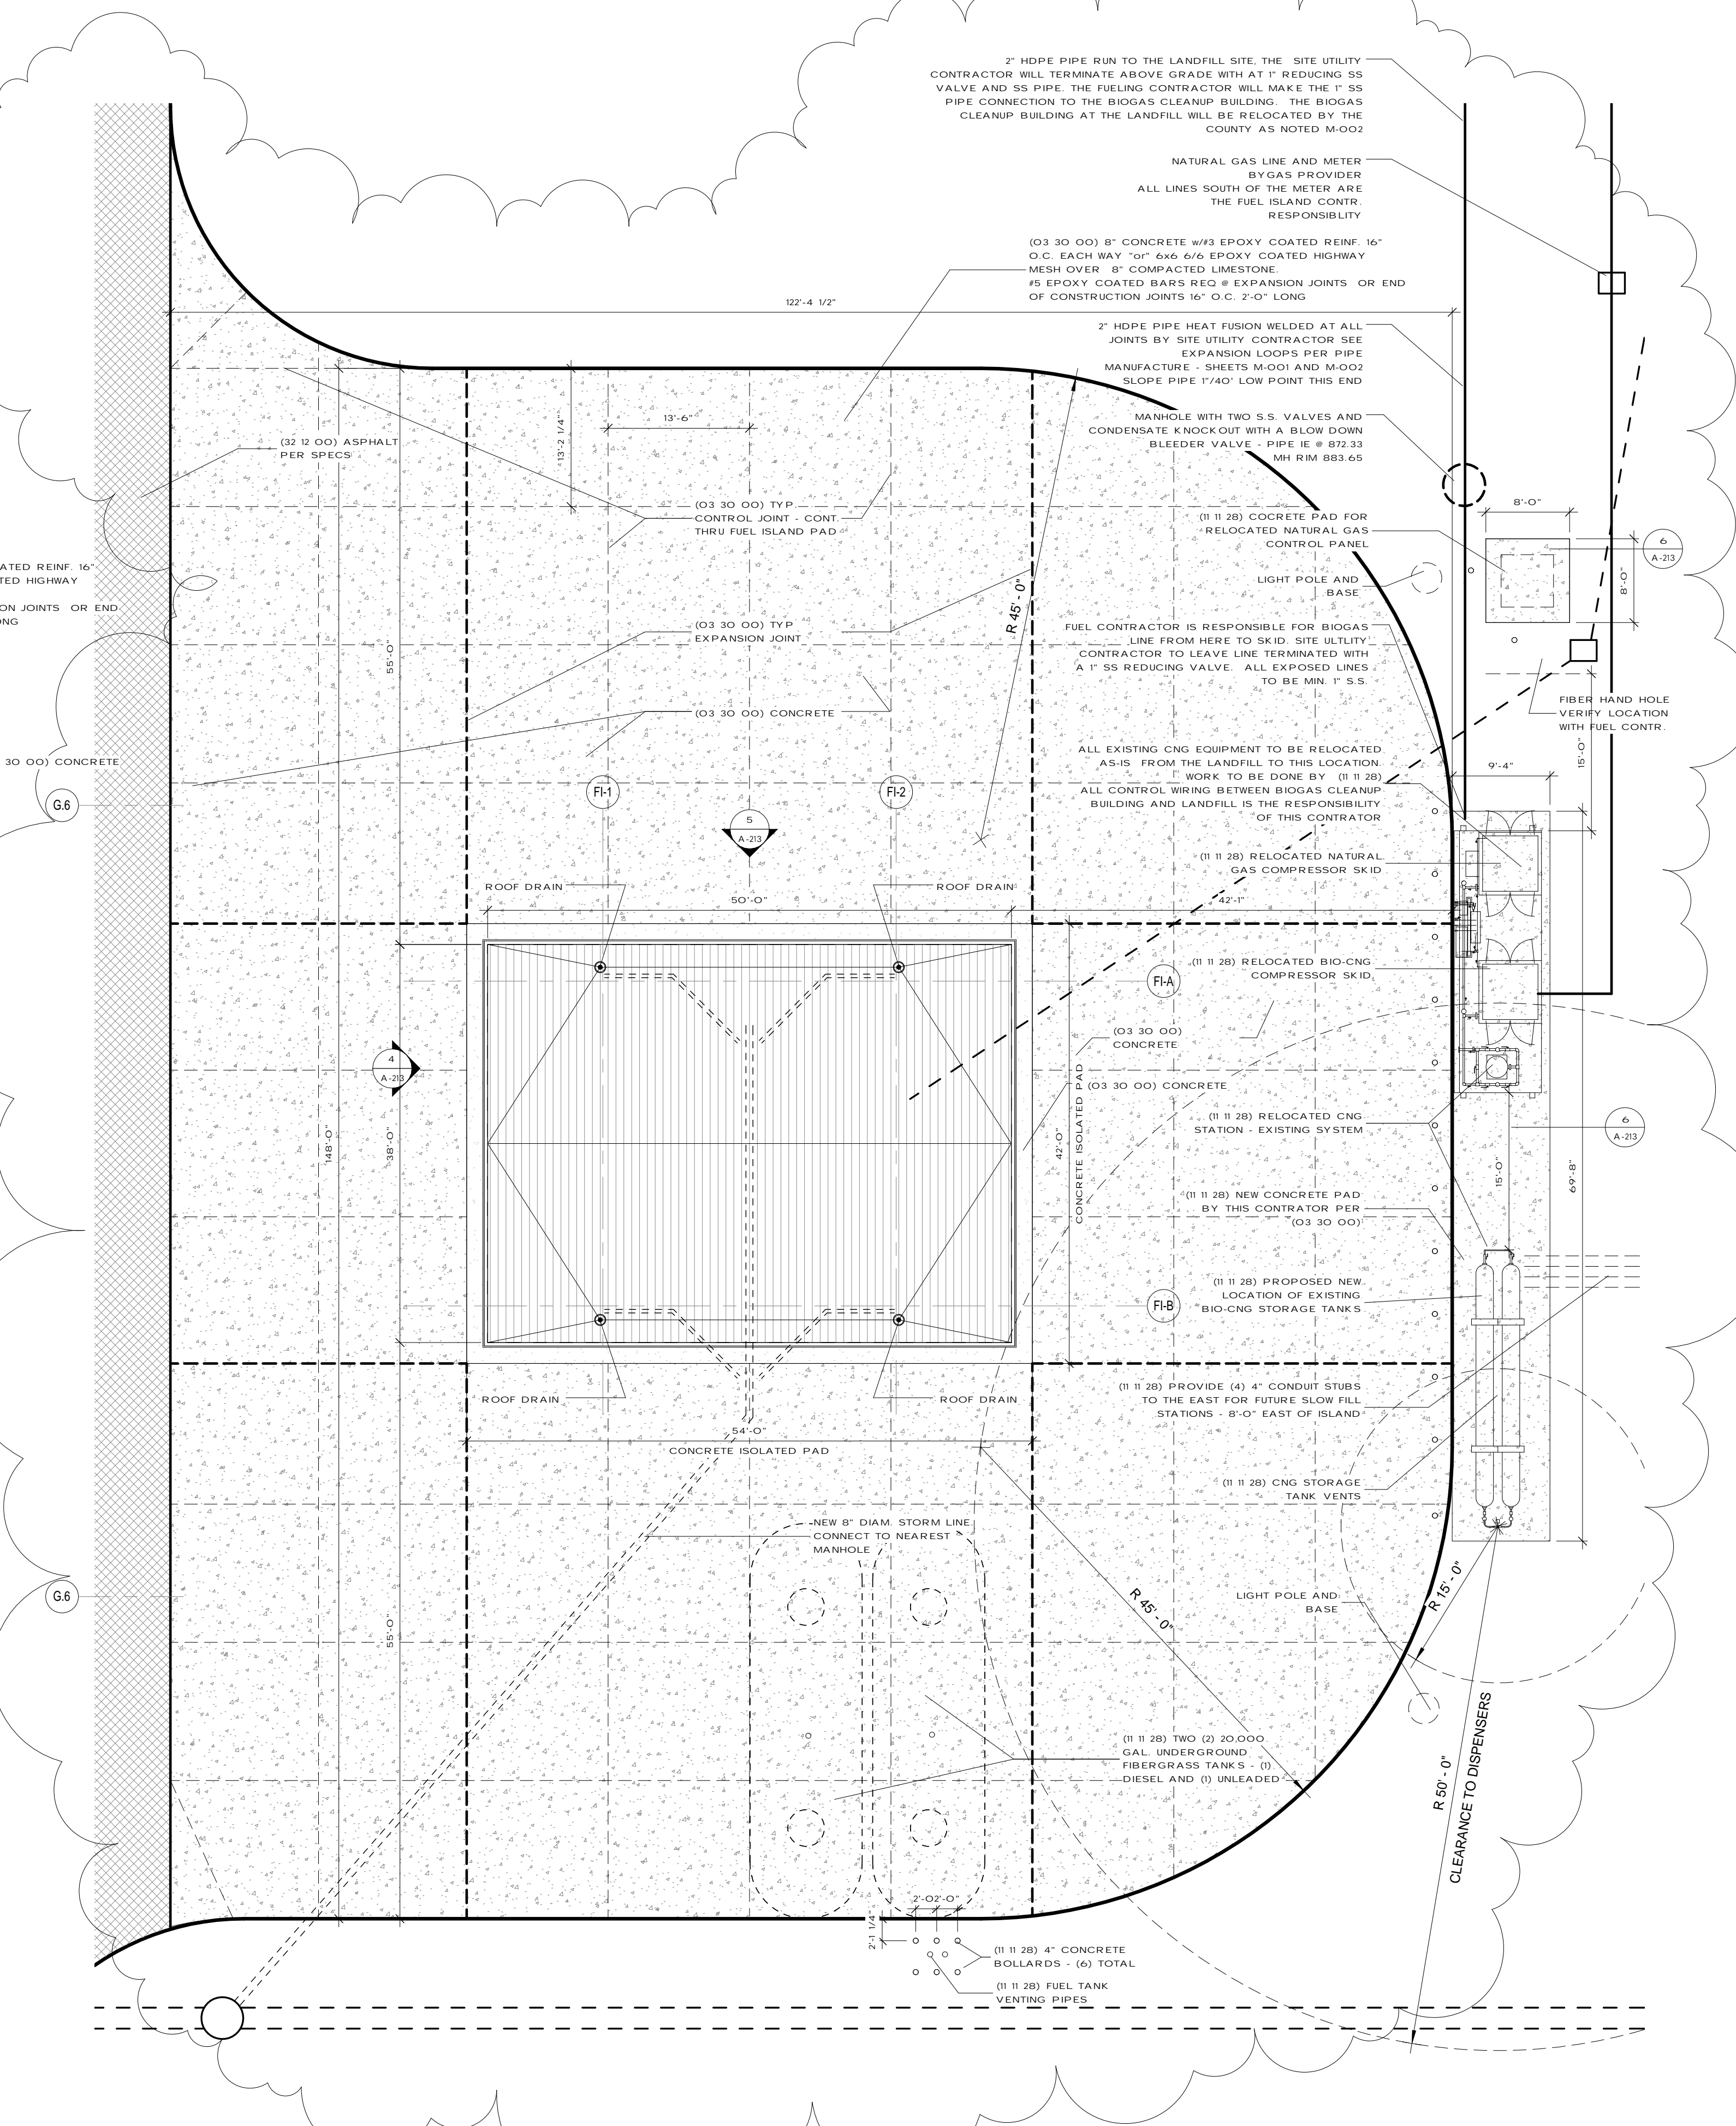 2" HDPE PIPE RUN TO THE LANDFILL SITE, THE SITE UTILITY
CONTRACTOR WILL TERMINATE ABOVE GRADE WITH AT 1" REDUCING SS
VALVE AND SS PIPE. THE FUELING CONTRACTOR WILL MAKE THE 1" SS
PIPE CONNECTION TO THE BIOGAS CLEANUP BUILDING. THE BIOGAS
CLEANUP BUILDING AT THE LANDFILL WILL BE RELOCATED BY THE
COUNTY AS NOTED M-002
NATURAL GAS LINE AND METER
BYGAS PROVIDER
ALL LINES SOUTH OF THE METER ARE
THE FUEL ISLAND CONTR.
RESPONSIBLITY
(03 30 00) 8" CONCRETE w/#3 EPOXY COATED REINF. 16"
O.C. EACH WAY "or" 6x6 6/6 EPOXY COATED HIGHWAY
MESH OVER 8" COMPACTED LIMESTONE.
#5 EPOXY COATED BARS REQ @ EXPANSION JOINTS OR END
OF CONSTRUCTION JOINTS 16" O.C. 2'-0" LONG
122'-4 1/2"
2" HDPE PIPE HEAT FUSION WELDED AT ALL
JOINTS BY SITE UTILITY CONTRACTOR SEE
EXPANSION LOOPS PER PIPE
MANUFACTURE - SHEETS M-001 AND M-002
SLOPE PIPE 1"/40' LOW POINT THIS END
13'-6"
13'-2 1/4"
MANHOLE WITH TWO S.S. VALVES AND
CONDENSATE KNOCKOUT WITH A BLOW DOWN
BLEEDER VALVE - PIPE IE @ 872.33
MH RIM 883.65
(32 12 00) ASPHALT
PER SPECS
(03 30 00) TYP
CONTROL JOINT - CONT.
THRU FUEL ISLAND PAD
8'-0"
(11 11 28) COCRETE PAD FOR
RELOCATED NATURAL GAS
CONTROL PANEL
6
A-213
8'-0"
ATED REINF. 16"
TED HIGHWAY
ON JOINTS OR END
ONG
LIGHT POLE AND
BASE
R 45' - 0"
(03 30 00) TYP
EXPANSION JOINT
55'-0"
FUEL CONTRACTOR IS RESPONSIBLE FOR BIOGAS
LINE FROM HERE TO SKID. SITE ULTLITY
CONTRACTOR TO LEAVE LINE TERMINATED WITH
A 1" SS REDUCING VALVE. ALL EXPOSED LINES
TO BE MIN. 1" S.S.
(03 30 00) CONCRETE
FIBER HAND HOLE
VERIFY LOCATION
WITH FUEL CONTR.
15'-0"
30 00) CONCRETE
ALL EXISTING CNG EQUIPMENT TO BE RELOCATED
AS-IS FROM THE LANDFILL TO THIS LOCATION.
WORK TO BE DONE BY (11 11 28)
ALL CONTROL WIRING BETWEEN BIOGAS CLEANUP
BUILDING AND LANDFILL IS THE RESPONSIBILITY
OF THIS CONTRATOR
9'-4"
G.6
FI-1
FI-2
5
A-213
(11 11 28) RELOCATED NATURAL
GAS COMPRESSOR SKID
ROOF DRAIN
ROOF DRAIN
50'-0"
42'-1"
(11 11 28) RELOCATED BIO-CNG
COMPRESSOR SKID
FI-A
(03 30 00)
CONCRETE
4
A-213
(03 30 00) CONCRETE
(11 11 28) RELOCATED CNG
STATION - EXISTING SYSTEM
6
A-213
148'-0"
38'-0"
42'-0"
CONCRETE ISOLATED PAD
15'-0"
69'-8"
(11 11 28) NEW CONCRETE PAD
BY THIS CONTRATOR PER
(03 30 00)
(11 11 28) PROPOSED NEW
LOCATION OF EXISTING
BIO-CNG STORAGE TANKS
FI-B
ROOF DRAIN
ROOF DRAIN
(11 11 28) PROVIDE (4) 4" CONDUIT STUBS
TO THE EAST FOR FUTURE SLOW FILL
STATIONS - 8'-0" EAST OF ISLAND
54'-0"
CONCRETE ISOLATED PAD
(11 11 28) CNG STORAGE
TANK VENTS
NEW 8" DIAM. STORM LINE
CONNECT TO NEAREST
MANHOLE
G.6
55'-0"
R 45' - 0"
LIGHT POLE AND
BASE
R 15' - 0"
(11 11 28) TWO (2) 20,000
GAL. UNDERGROUND
FIBERGRASS TANKS - (1)
DIESEL AND (1) UNLEADED
R 50' - 0"
CLEARANCE TO DISPENSERS
2'-0"
2'-0"
2'-1 1/4"
(11 11 28) 4" CONCRETE
BOLLARDS - (6) TOTAL
(11 11 28) FUEL TANK
VENTING PIPES